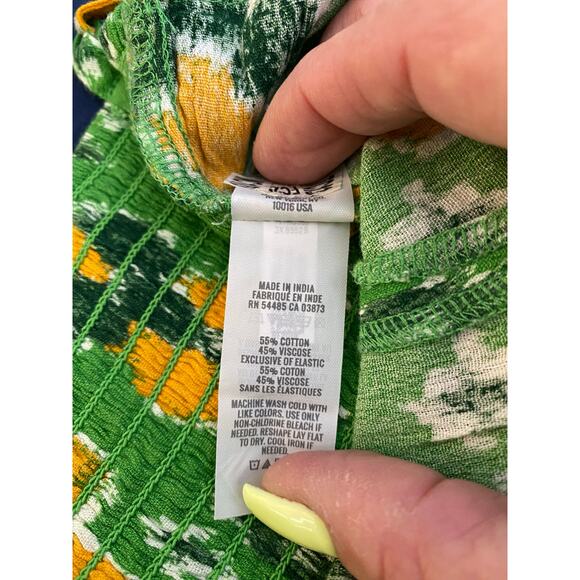 10016 USA
MADE IN INDIA
FABRIQUÉ EN INDE
RN 54485 CA 03873
55% COTTON
45% VISCOSE
EXCLUSIVE OF ELASTIC
55% COTON
45% VISCOSE
SANS LES ÉLASTIQUES
MACHINE WASH COLD WITH
LIKE COLORS. USE ONLY
NON-CHLORINE BLEACH IF
NEEDED. RESHAPE LAY FLAT
TO DRY. COOL IRON IF
NEEDED.